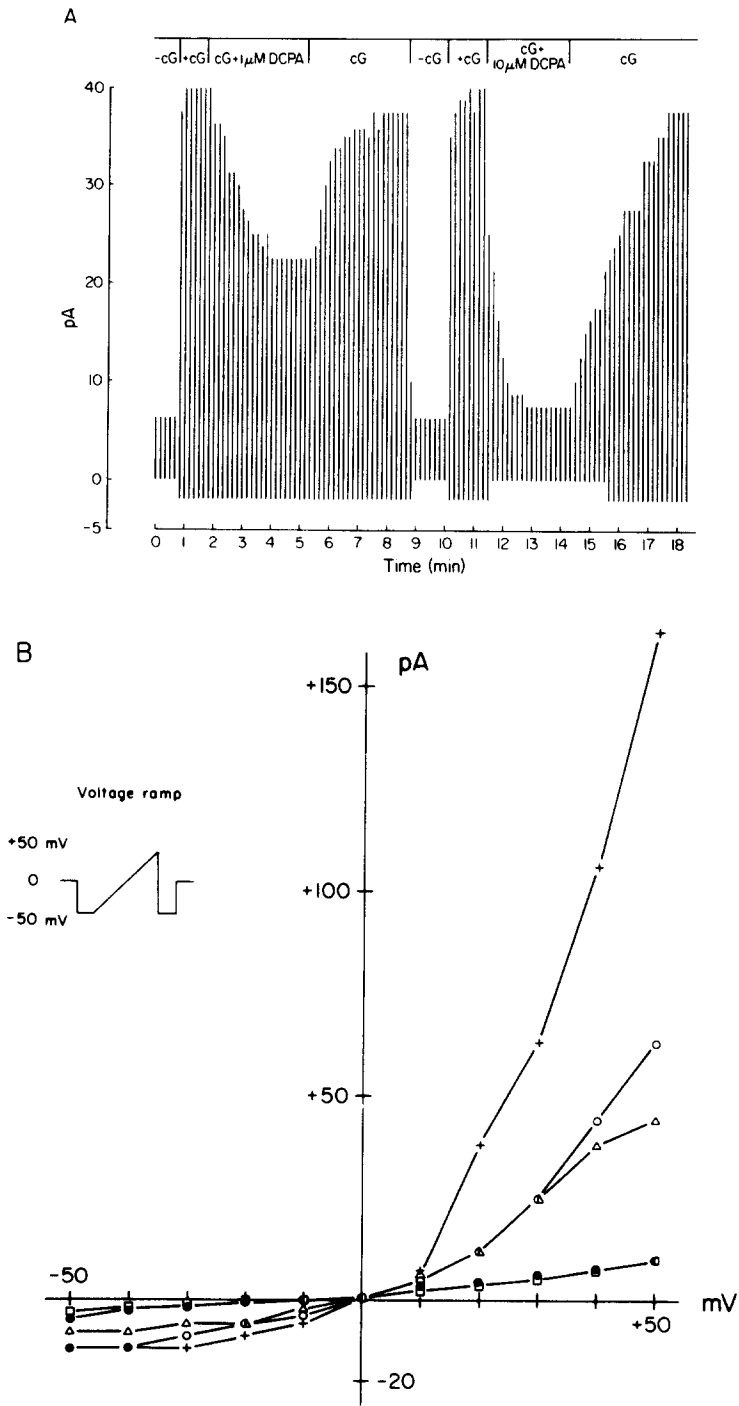 A
-cG +cG cG+1μM DCPA cG -cG +cG cG+ 10μM DCPA cG
40
30
20
10
0
-5
pA
0 1 2 3 4 5 6 7 8 9 10 11 12 13 14 15 16 17 18
Time (min)
B
pA
+150
+100
+50
-20
-50
+50
mV
Voltage ramp
+50 mV
0
-50 mV